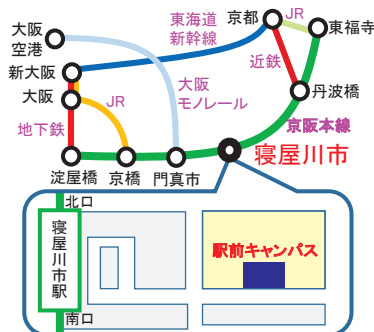 大阪
空港
東海道
新幹線
京都
JR
東福寺
新大阪
近鉄
大阪
JR
大阪
モノレール
丹波橋
地下鉄
京阪本線
寝屋川市
淀屋橋
京橋
門真市
北口
寝屋川市駅
駅前キャンパス
南口